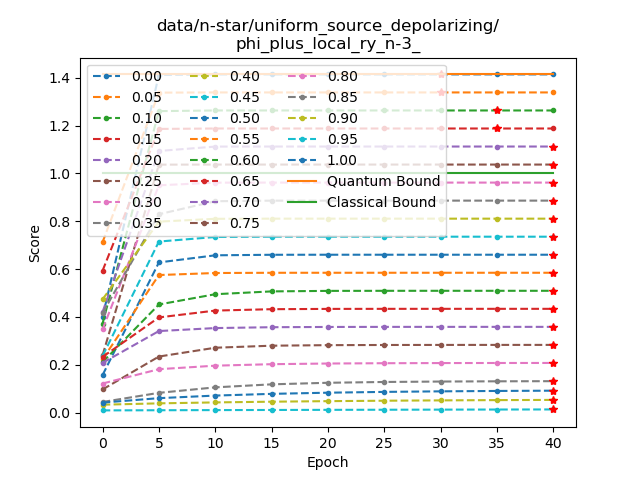 data/n-star/uniform_source_depolarizing/
phi_plus_local_ry_n-3_
Score
1.4
1.2
1.0
0.8
0.6
0.4
0.2
0.0
0.00 0.40 0.80
0.05 0.45 0.85
0.10 0.50 0.90
0.15 0.55 0.95
0.20 0.60 1.00
0.25 0.65 Quantum Bound
0.30 0.70 Classical Bound
0.35 0.75
0 5 10 15 20 25 30 35 40
Epoch